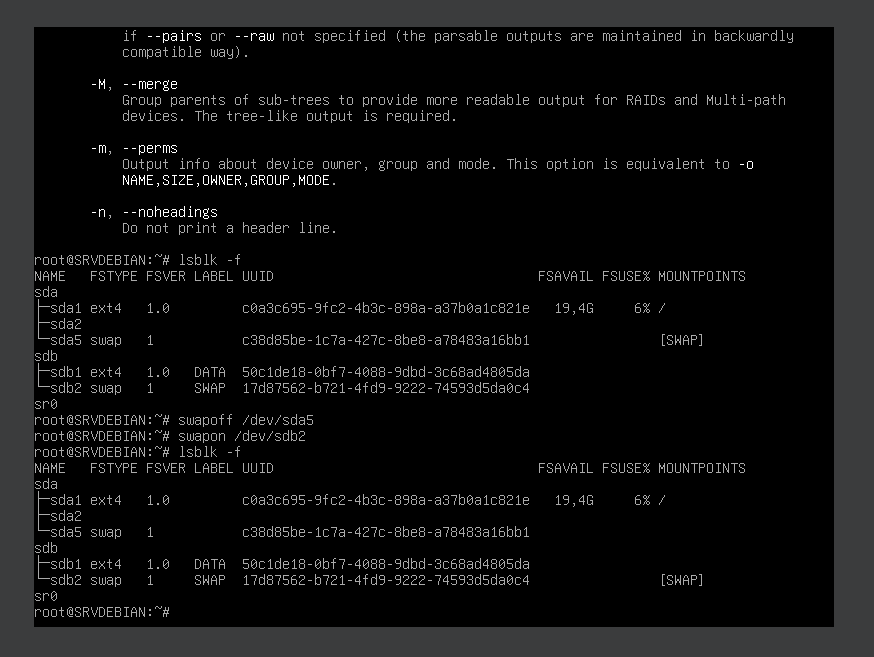 if --pairs or --raw not specified (the parsable outputs are maintained in backwardly
compatible way).
-M, --merge
Group parents of sub-trees to provide more readable output for RAIDs and Multi-path
devices. The tree-like output is required.
-m, --perms
Output info about device owner, group and mode. This option is equivalent to -o
NAME,SIZE,OWNER,GROUP,MODE.
-n, --noheadings
Do not print a header line.
root@SRVDEBIAN:~# lsblk -f
NAME   FSTYPE FSVER LABEL UUID                                 FSAVAIL FSUSE% MOUNTPOINTS
sda
├─sda1 ext4   1.0         c0a3c695-9fc2-4b3c-898a-a37b0a1c821e   19,4G     6% /
├─sda2
└─sda5 swap   1           c38d85be-1c7a-427c-8be8-a78483a16bb1                [SWAP]
sdb
├─sdb1 ext4   1.0   DATA  50c1de18-0bf7-4088-9dbd-3c68ad4805da
└─sdb2 swap   1     SWAP  17d87562-b721-4fd9-9222-74593d5da0c4
sr0
root@SRVDEBIAN:~# swapoff /dev/sda5
root@SRVDEBIAN:~# swapon /dev/sdb2
root@SRVDEBIAN:~# lsblk -f
NAME   FSTYPE FSVER LABEL UUID                                 FSAVAIL FSUSE% MOUNTPOINTS
sda
├─sda1 ext4   1.0         c0a3c695-9fc2-4b3c-898a-a37b0a1c821e   19,4G     6% /
├─sda2
└─sda5 swap   1           c38d85be-1c7a-427c-8be8-a78483a16bb1
sdb
├─sdb1 ext4   1.0   DATA  50c1de18-0bf7-4088-9dbd-3c68ad4805da
└─sdb2 swap   1     SWAP  17d87562-b721-4fd9-9222-74593d5da0c4                [SWAP]
sr0
root@SRVDEBIAN:~#